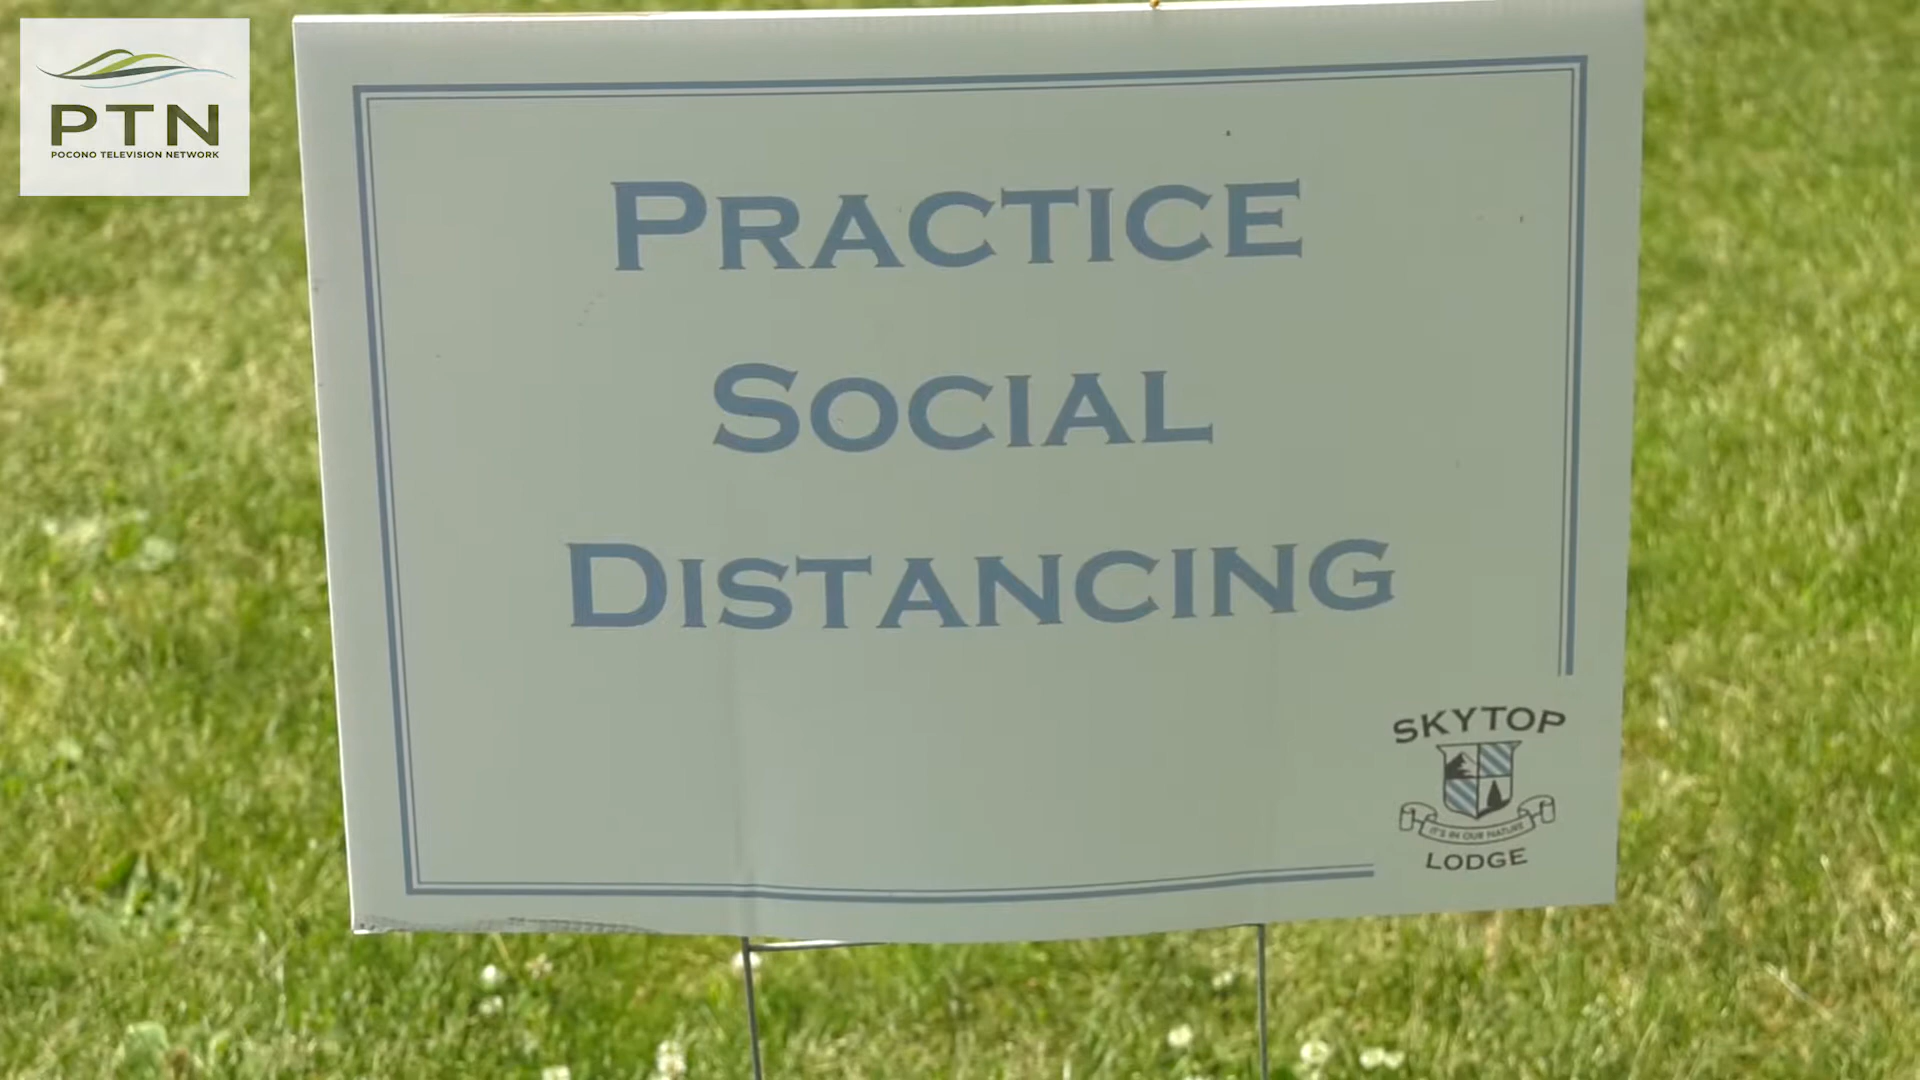 PTN
POCONO TELEVISION NETWORK
PRACTICE
SOCIAL
DISTANCING
SKYTOP
IT'S IN OUR NATURE
LODGE